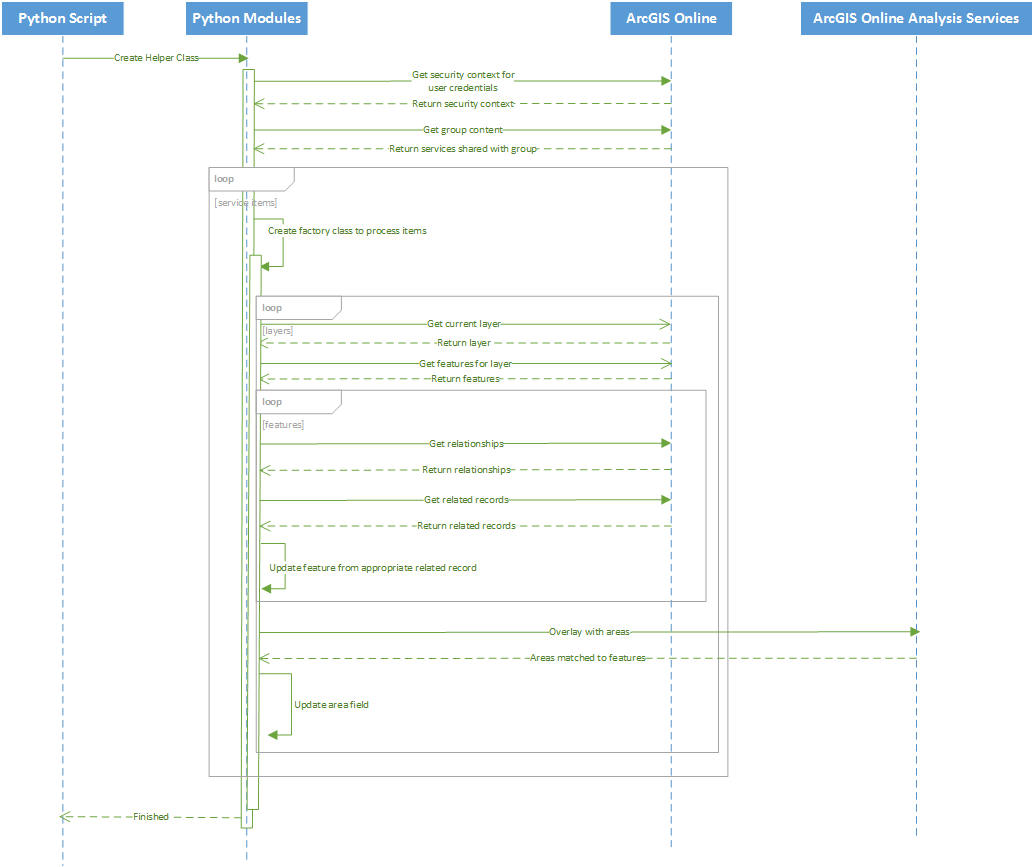 Python Script
Python Modules
ArcGIS Online
ArcGIS Online Analysis Services
Create Helper Class
Get security context for
user credentials
Return security context
Get group content
Return services shared with group
loop
[service items]
Create factory class to process items
loop
Get current layer
[layers]
Return layer
Get features for layer
Return features
loop
[features]
Get relationships
Return relationships
Get related records
Return related records
Update feature from appropriate related record
Overlay with areas
Areas matched to features
Update area field
Finished